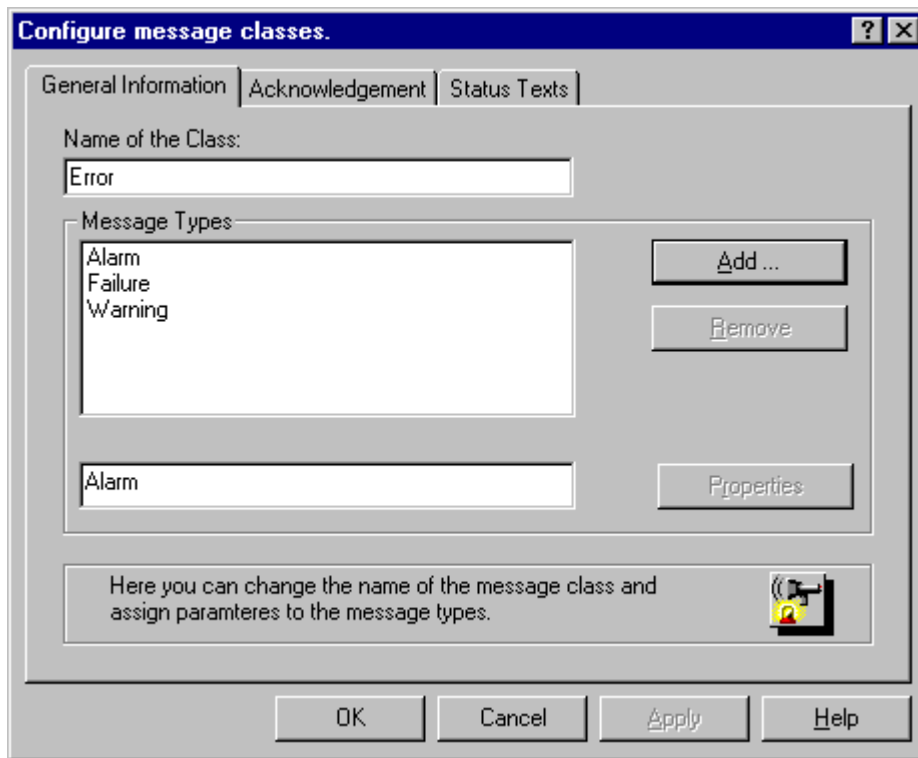 Configure message classes.
General Information
Acknowledgement
Status Texts
Name of the Class:
Error
Message Types
Alarm
Failure
Warning
Add ...
Remove
Alarm
Properties
Here you can change the name of the message class and
assign paramteres to the message types.
OK
Cancel
Apply
Help